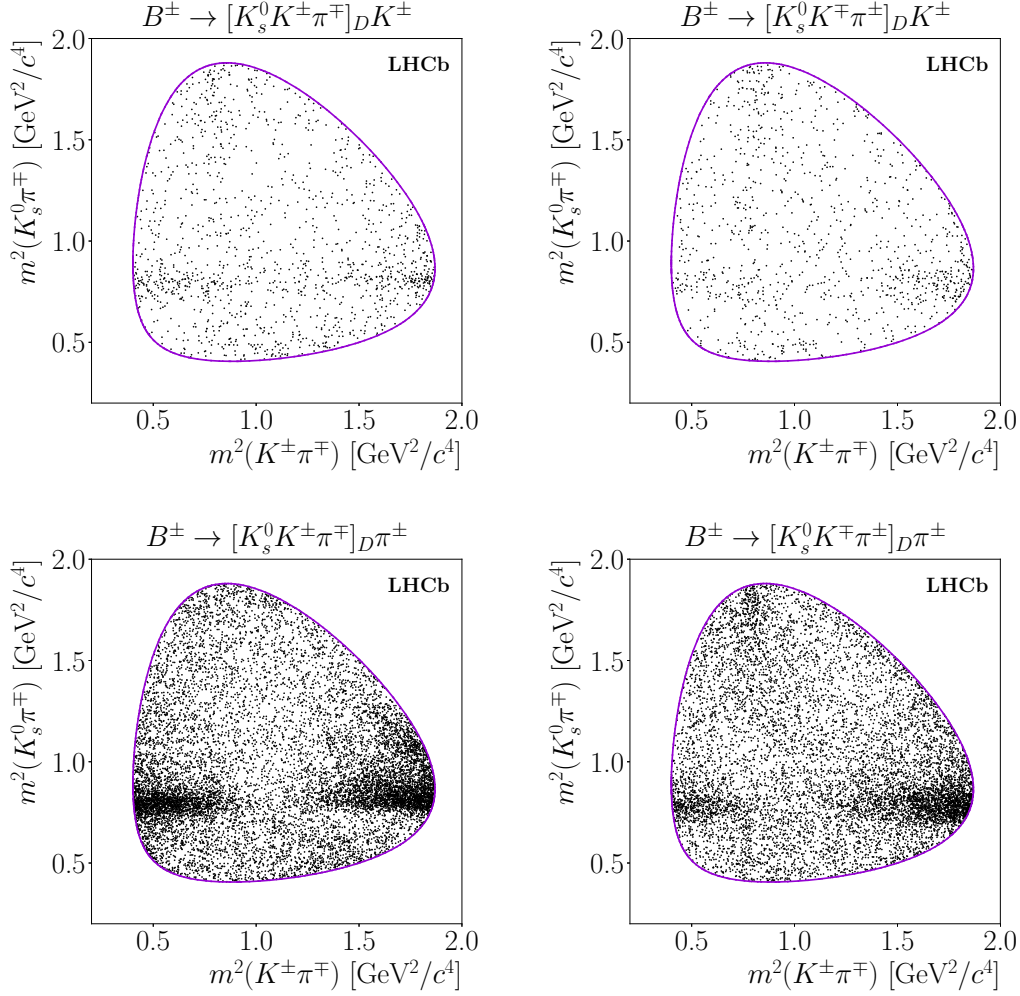 B± → [K_s^0 K± π∓]_D K±
LHCb
2.0
1.5
1.0
0.5
m²(K_s^0 π∓) [GeV²/c⁴]
0.5 1.0 1.5 2.0
m²(K± π∓) [GeV²/c⁴]
B± → [K_s^0 K∓ π±]_D K±
LHCb
2.0
1.5
1.0
0.5
m²(K_s^0 π∓) [GeV²/c⁴]
0.5 1.0 1.5 2.0
m²(K± π∓) [GeV²/c⁴]
B± → [K_s^0 K± π∓]_D π±
LHCb
2.0
1.5
1.0
0.5
m²(K_s^0 π∓) [GeV²/c⁴]
0.5 1.0 1.5 2.0
m²(K± π∓) [GeV²/c⁴]
B± → [K_s^0 K∓ π±]_D π±
LHCb
2.0
1.5
1.0
0.5
m²(K_s^0 π∓) [GeV²/c⁴]
0.5 1.0 1.5 2.0
m²(K± π∓) [GeV²/c⁴]